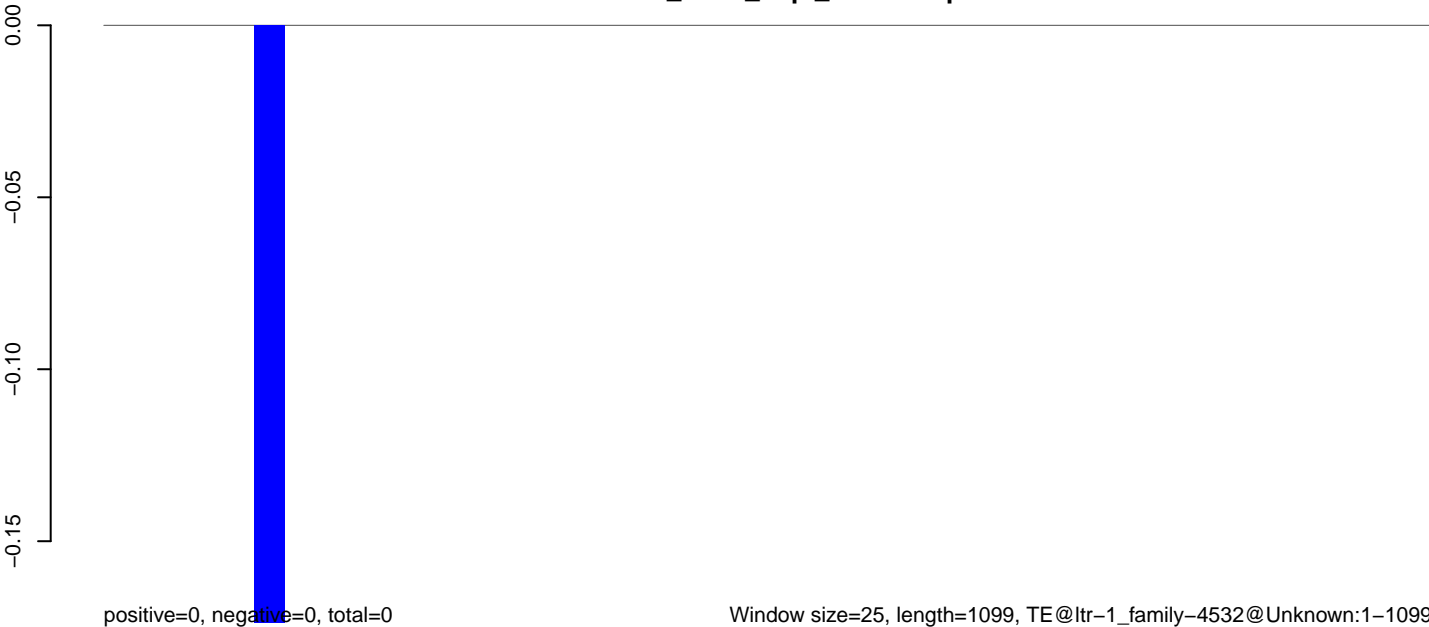 0.00
−0.05
−0.10
−0.15
positive=0, negative=0, total=0
Window size=25, length=1099, TE@ltr−1_family−4532@Unknown:1−1099